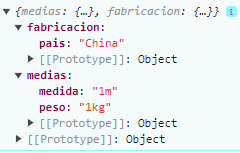 ▼ {medias: {…}, fabricacion: {…}} i
▼ fabricacion:
pais: "China"
▶ [[Prototype]]: Object
▼ medias:
medida: "1m"
peso: "1kg"
▶ [[Prototype]]: Object
▶ [[Prototype]]: Object